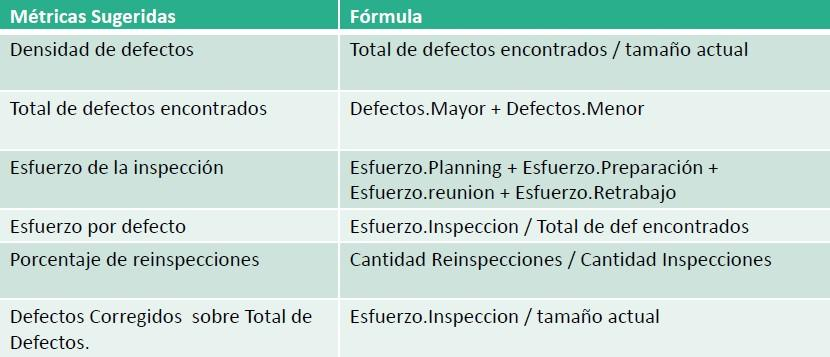 Métricas Sugeridas
Fórmula
Densidad de defectos
Total de defectos encontrados / tamaño actual
Total de defectos encontrados
Defectos.Mayor + Defectos.Menor
Esfuerzo de la inspección
Esfuerzo.Planning + Esfuerzo.Preparación +
Esfuerzo.reunion + Esfuerzo.Retrabajo
Esfuerzo por defecto
Esfuerzo.Inspeccion / Total de def encontrados
Porcentaje de reinspecciones
Cantidad Reinspecciones / Cantidad Inspecciones
Defectos Corregidos sobre Total de
Defectos.
Esfuerzo.Inspeccion / tamaño actual